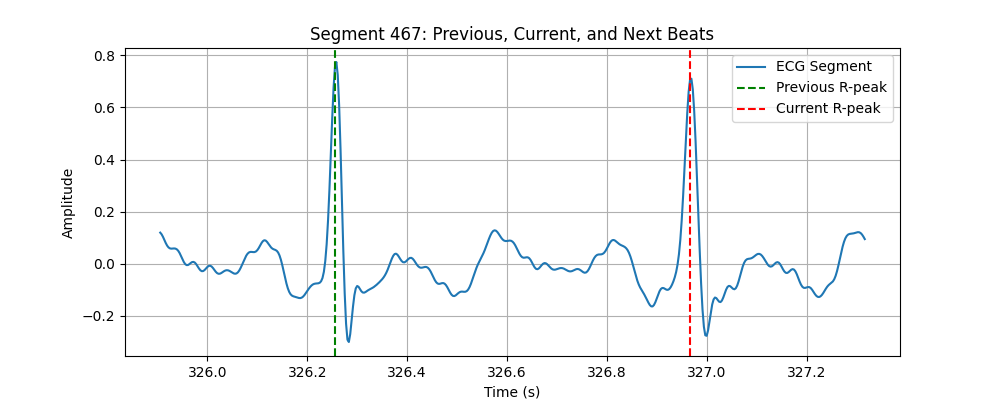 Segment 467: Previous, Current, and Next Beats
ECG Segment
Previous R-peak
Current R-peak
Amplitude
0.8
0.6
0.4
0.2
0.0
−0.2
326.0 326.2 326.4 326.6 326.8 327.0 327.2
Time (s)